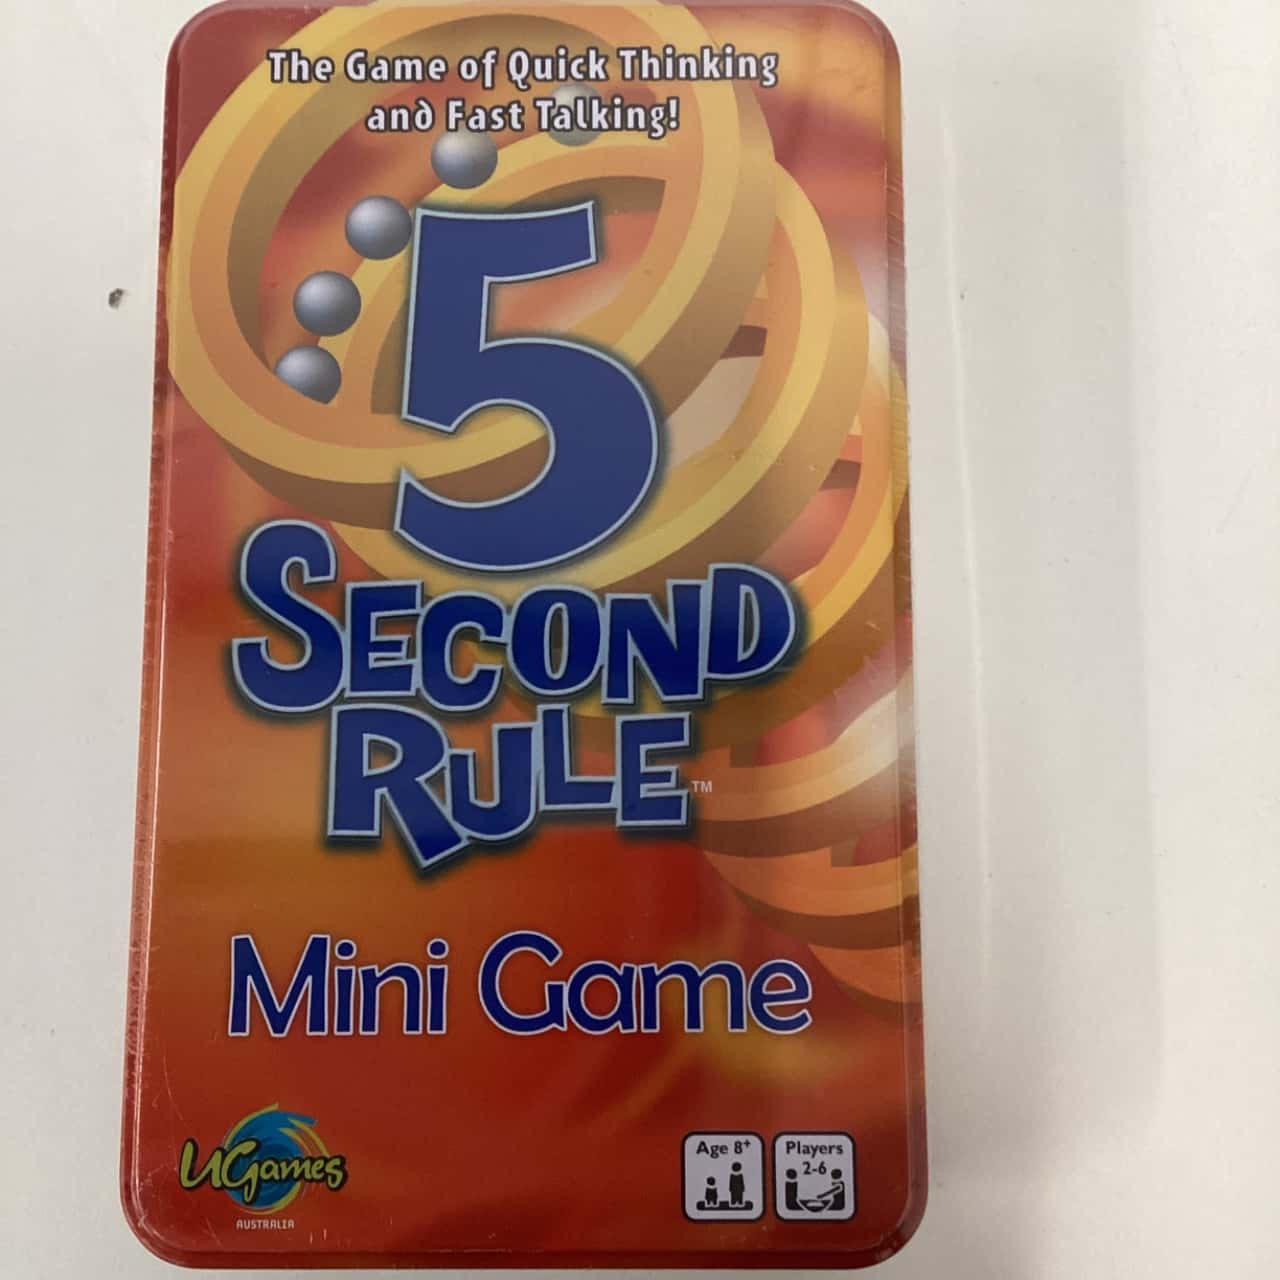 The Game of Quick Thinking
and Fast Talking!
5
SECOND
RULE™
Mini Game
UGames
AUSTRALIA
Age 8+
Players
2-6